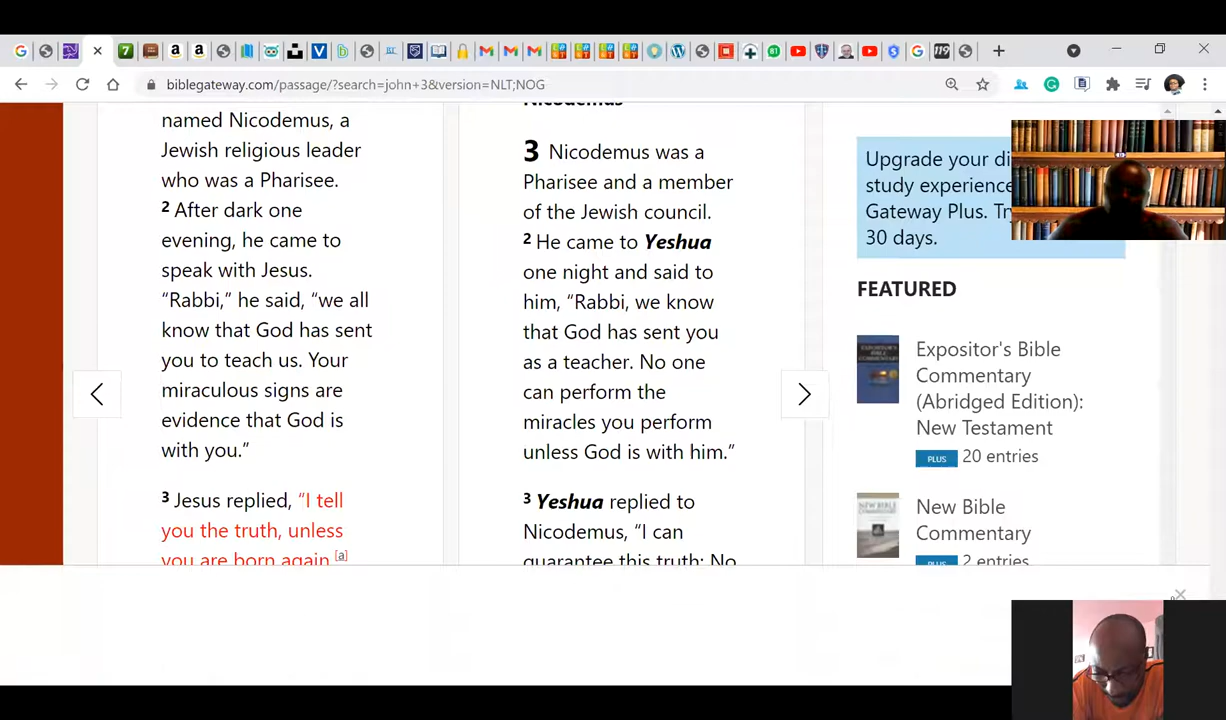 biblegateway.com/passage/?search=john+3&version=NLT;NOG
named Nicodemus, a
Jewish religious leader
who was a Pharisee.
2 After dark one
evening, he came to
speak with Jesus.
“Rabbi,” he said, “we all
know that God has sent
you to teach us. Your
miraculous signs are
evidence that God is
with you.”
3 Jesus replied, “I tell
you the truth, unless
you are born again,[a]
Nicodemus
3 Nicodemus was a
Pharisee and a member
of the Jewish council.
2 He came to Yeshua
one night and said to
him, “Rabbi, we know
that God has sent you
as a teacher. No one
can perform the
miracles you perform
unless God is with him.”
3 Yeshua replied to
Nicodemus, “I can
guarantee this truth: No
Upgrade your
study experience
Gateway Plus.
30 days.
FEATURED
Expositor's Bible
Commentary
(Abridged Edition):
New Testament
PLUS 20 entries
New Bible
Commentary
PLUS 2 entries